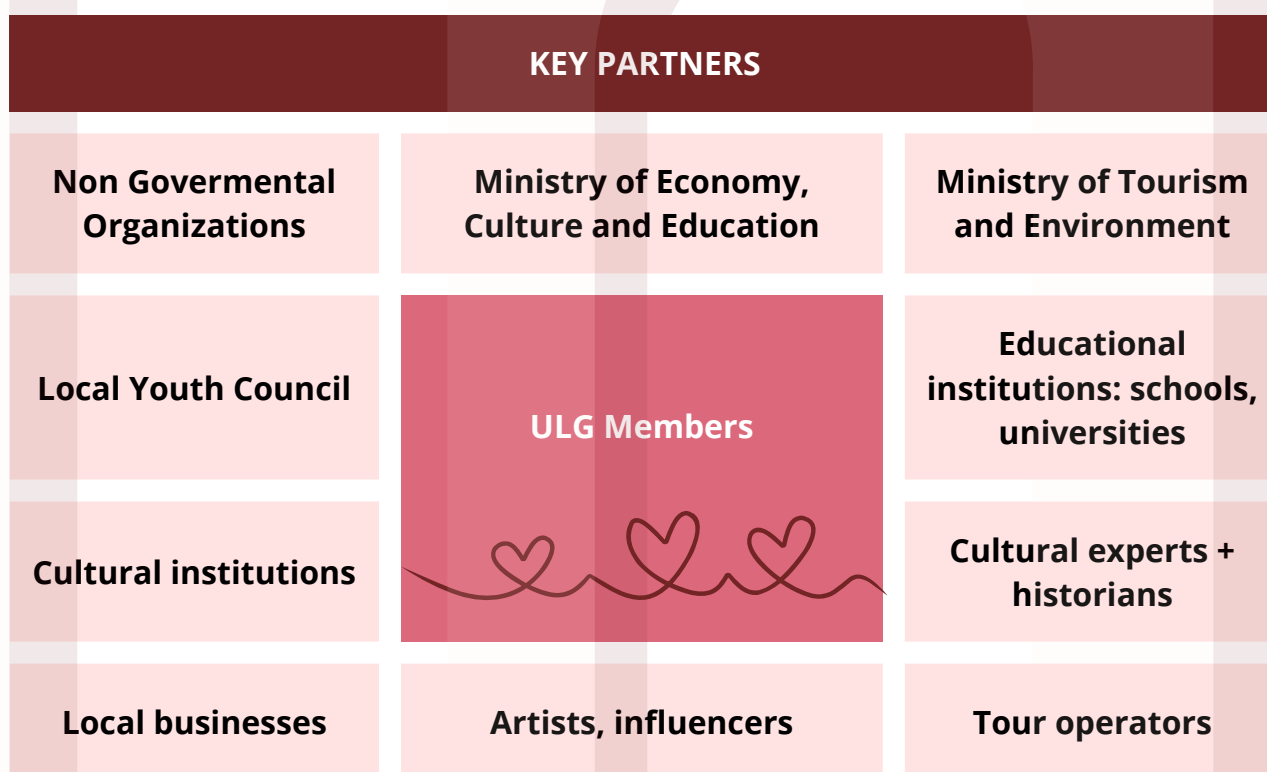 KEY PARTNERS
Non Govermental
Organizations
Ministry of Economy,
Culture and Education
Ministry of Tourism
and Environment
Local Youth Council
ULG Members
Educational
institutions: schools,
universities
Cultural institutions
Cultural experts +
historians
Local businesses
Artists, influencers
Tour operators